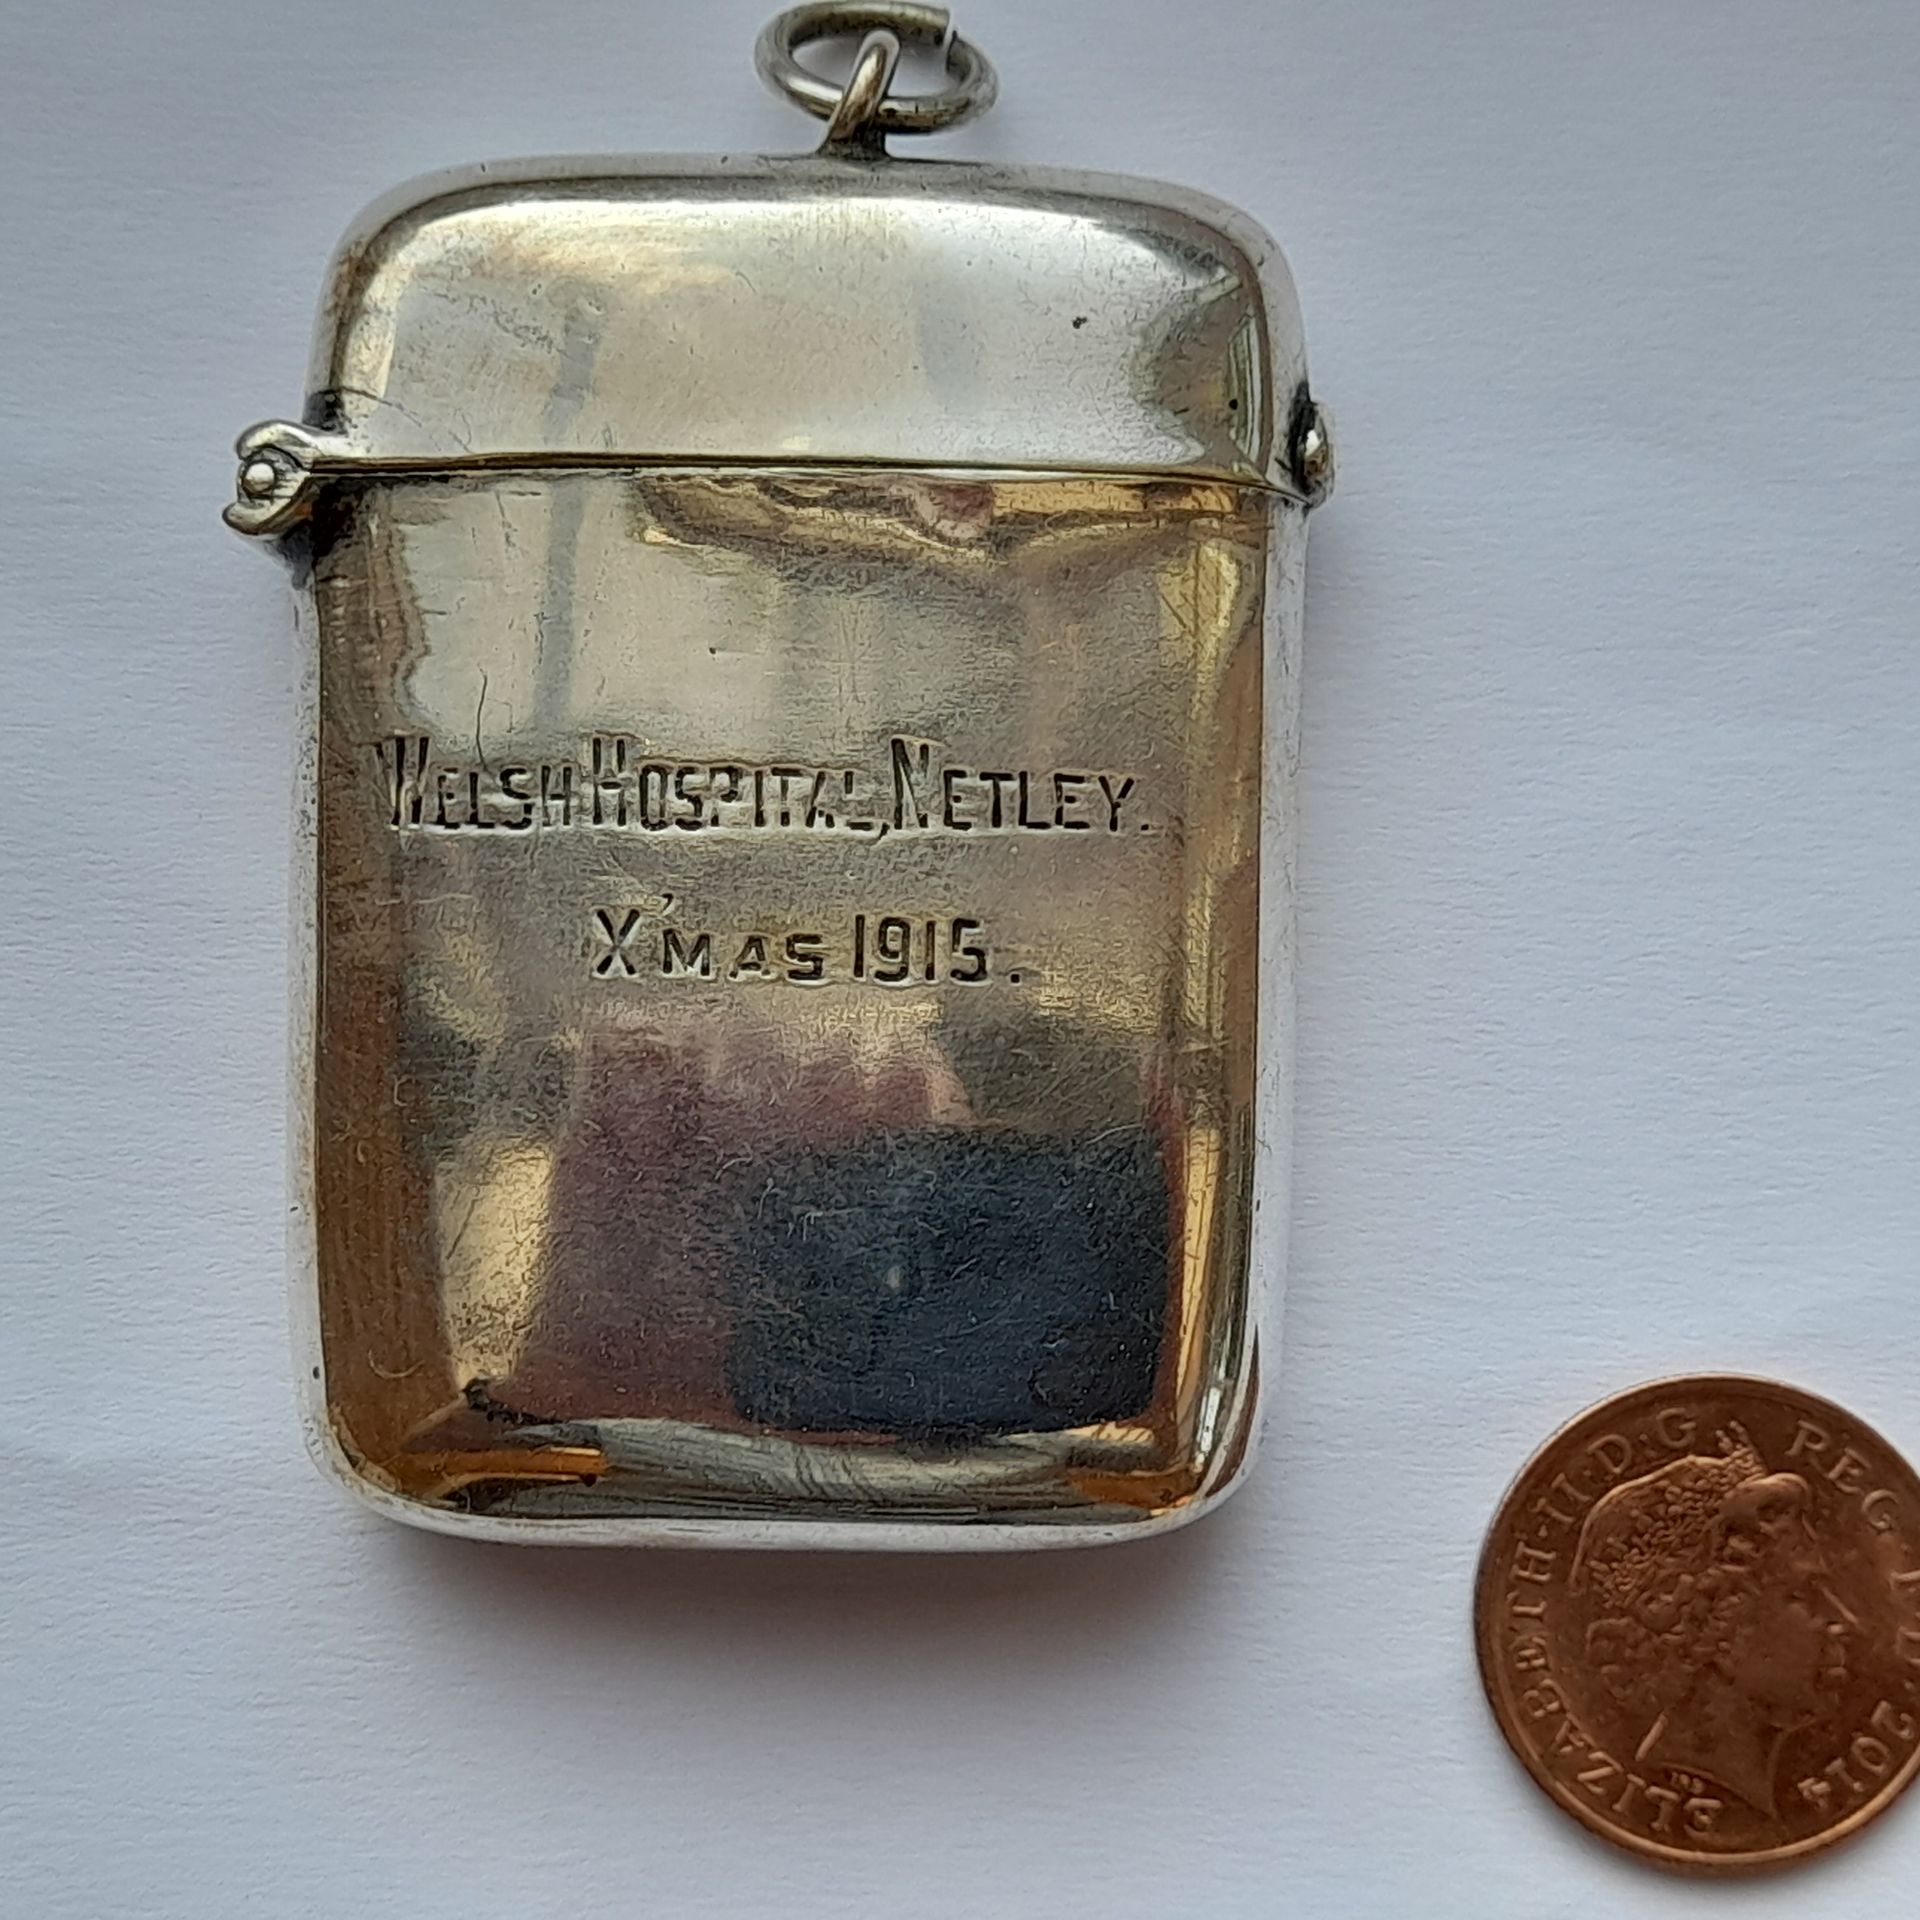 WELSH HOSPITAL, NETLEY.
X'MAS 1915.
ELIZABETH·II·D·G REG·F·D·2014